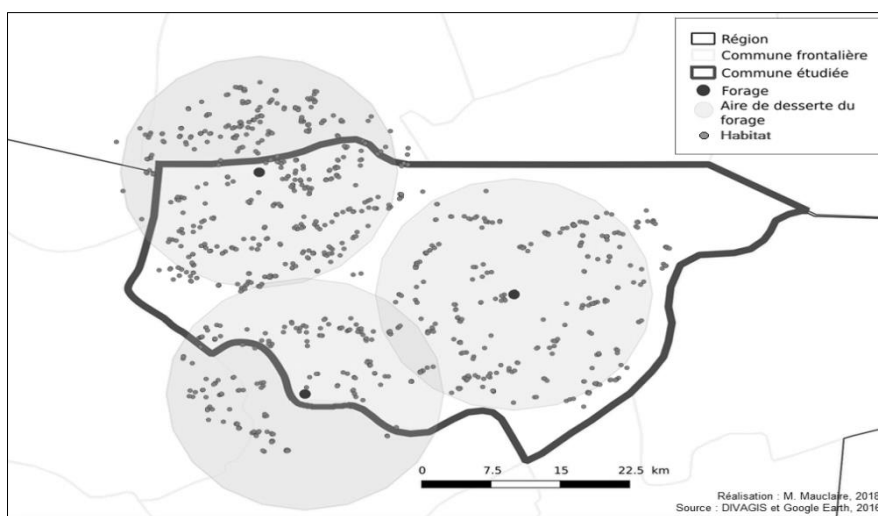 Région
Commune frontalière
Commune étudiée
Forage
Aire de desserte du
forage
Habitat
0 7.5 15 22.5 km
Réalisation : M. Mauclaire, 2018
Source : DIVAGIS et Google Earth, 2016